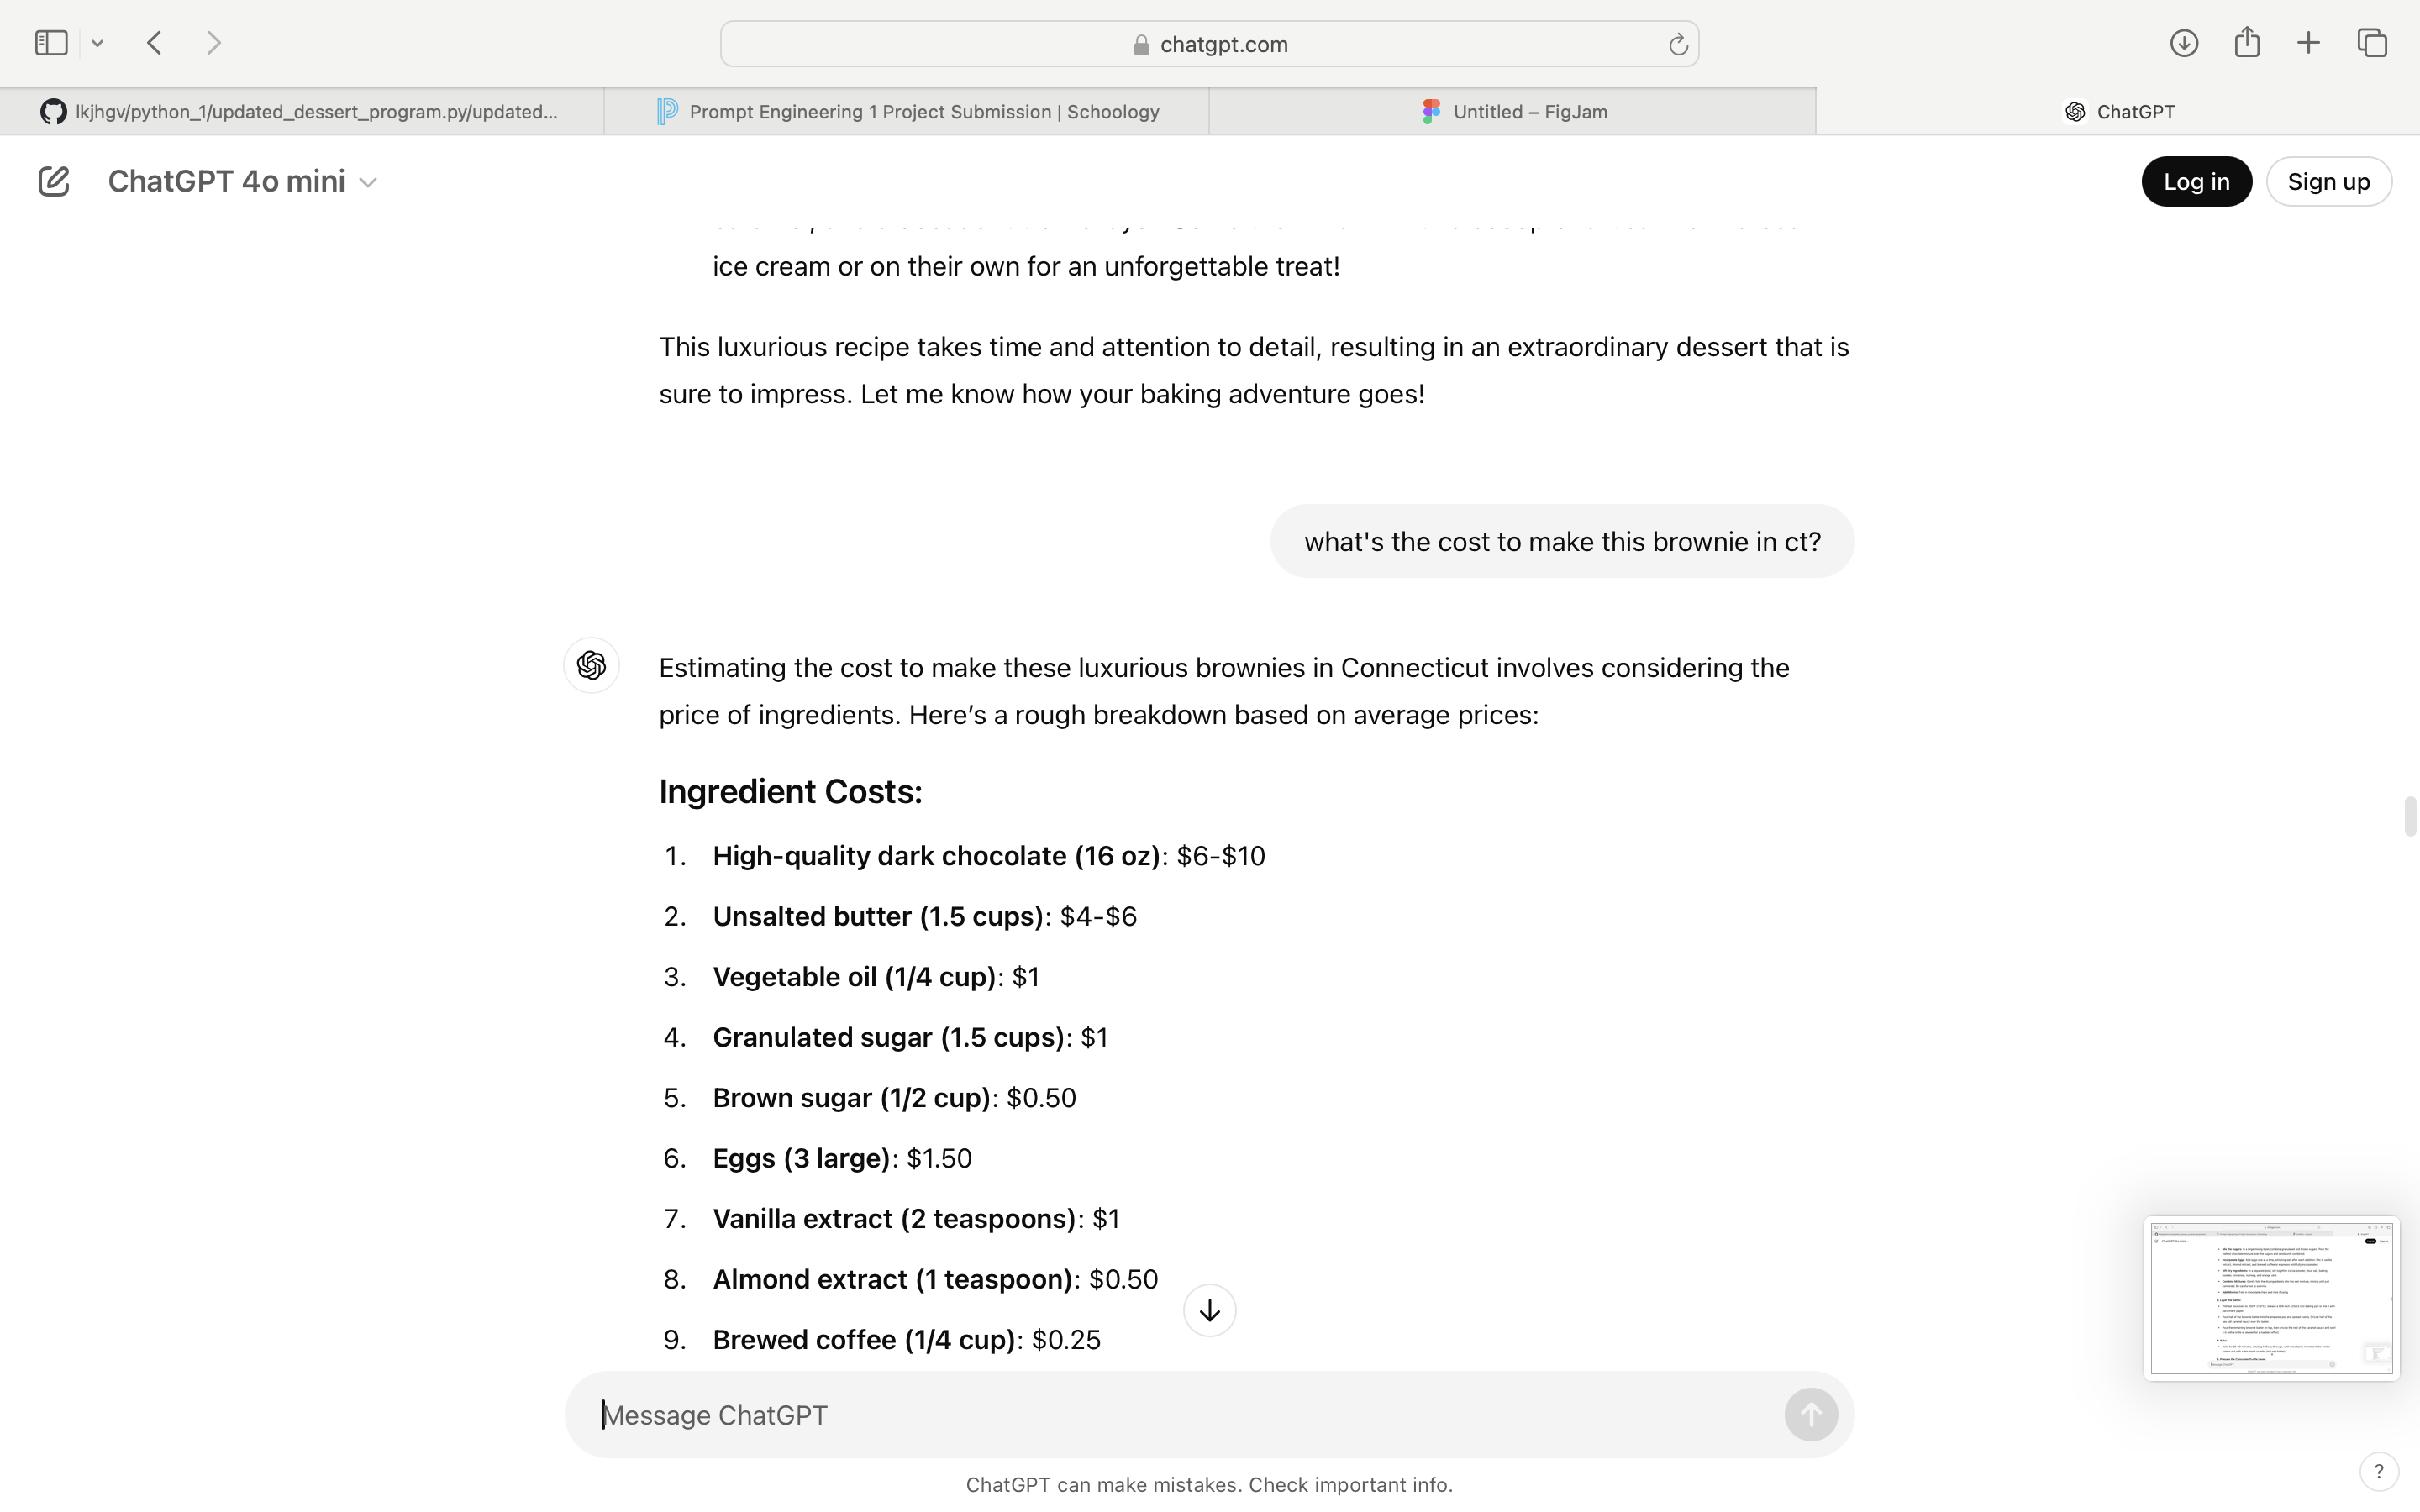 chatgpt.com
lkjhgv/python_1/updated_dessert_program.py/updated...
Prompt Engineering 1 Project Submission | Schoology
Untitled – FigJam
ChatGPT
ChatGPT 4o mini
Log in
Sign up
ice cream or on their own for an unforgettable treat!
This luxurious recipe takes time and attention to detail, resulting in an extraordinary dessert that is
sure to impress. Let me know how your baking adventure goes!
what's the cost to make this brownie in ct?
Estimating the cost to make these luxurious brownies in Connecticut involves considering the
price of ingredients. Here’s a rough breakdown based on average prices:
Ingredient Costs:
1. High-quality dark chocolate (16 oz): $6-$10
2. Unsalted butter (1.5 cups): $4-$6
3. Vegetable oil (1/4 cup): $1
4. Granulated sugar (1.5 cups): $1
5. Brown sugar (1/2 cup): $0.50
6. Eggs (3 large): $1.50
7. Vanilla extract (2 teaspoons): $1
8. Almond extract (1 teaspoon): $0.50
9. Brewed coffee (1/4 cup): $0.25
Message ChatGPT
ChatGPT can make mistakes. Check important info.
?